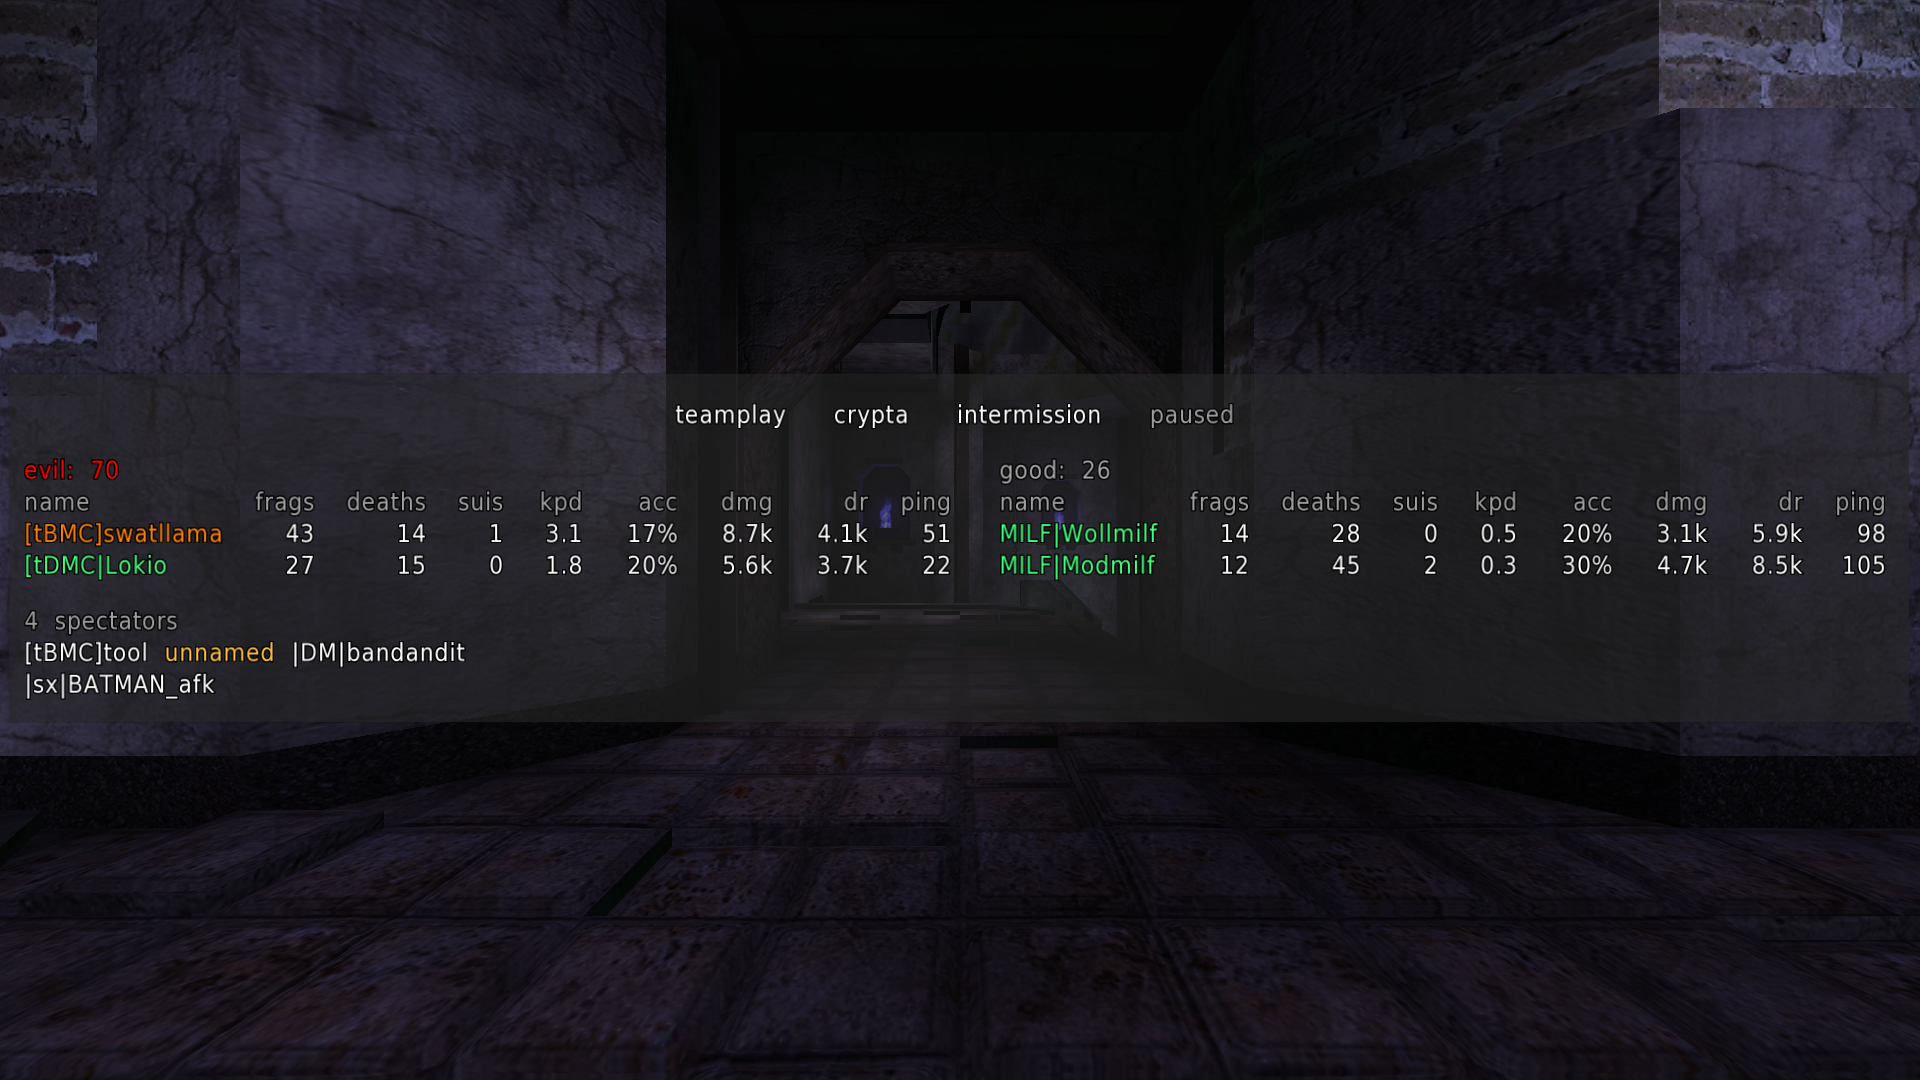 teamplay crypta intermission paused
evil: 70
name frags deaths suis kpd acc dmg dr ping
[tBMC]swatllama 43 14 1 3.1 17% 8.7k 4.1k 51
[tDMC|Lokio 27 15 0 1.8 20% 5.6k 3.7k 22
good: 26
name frags deaths suis kpd acc dmg dr ping
MILF|Wollmilf 14 28 0 0.5 20% 3.1k 5.9k 98
MILF|Modmilf 12 45 2 0.3 30% 4.7k 8.5k 105
4 spectators
[tBMC]tool unnamed |DM|bandandit
|sx|BATMAN_afk